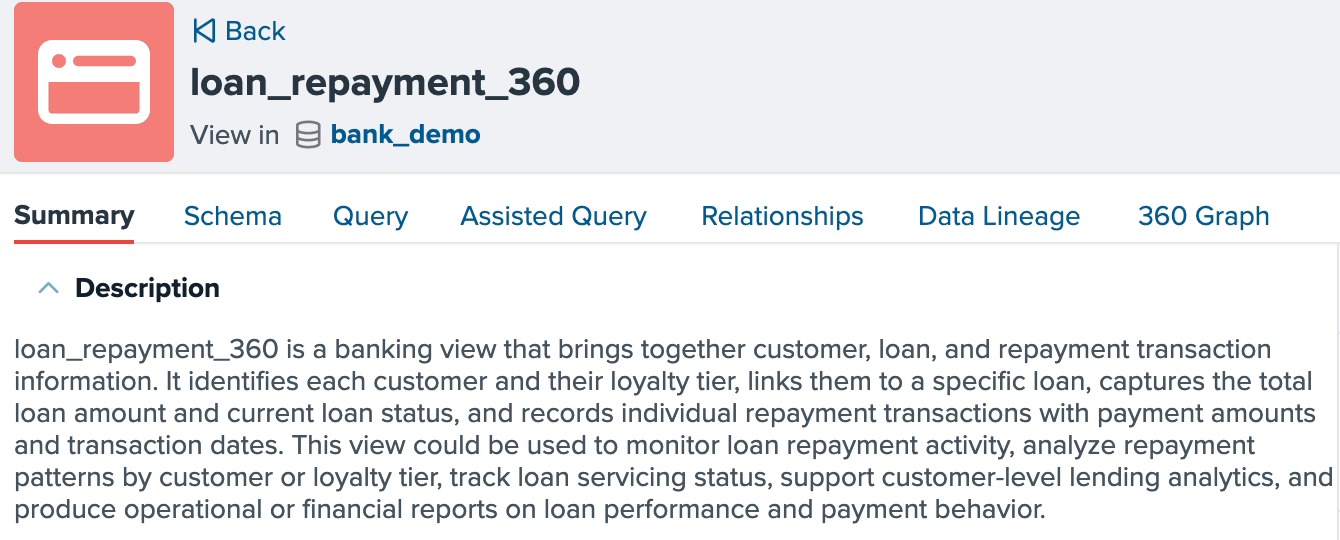 Back
loan_repayment_360
View in bank_demo
Summary Schema Query Assisted Query Relationships Data Lineage 360 Graph
Description
loan_repayment_360 is a banking view that brings together customer, loan, and repayment transaction
information. It identifies each customer and their loyalty tier, links them to a specific loan, captures the total
loan amount and current loan status, and records individual repayment transactions with payment amounts
and transaction dates. This view could be used to monitor loan repayment activity, analyze repayment
patterns by customer or loyalty tier, track loan servicing status, support customer-level lending analytics, and
produce operational or financial reports on loan performance and payment behavior.